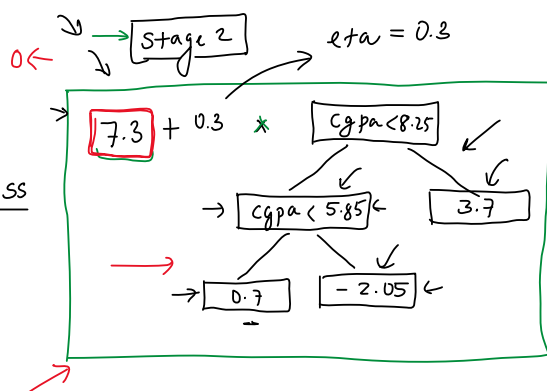 stage 2
eta = 0.3
0
7.3 + 0.3 * cgpa<8.25
ss
cgpa < 5.85
3.7
0.7
- 2.05